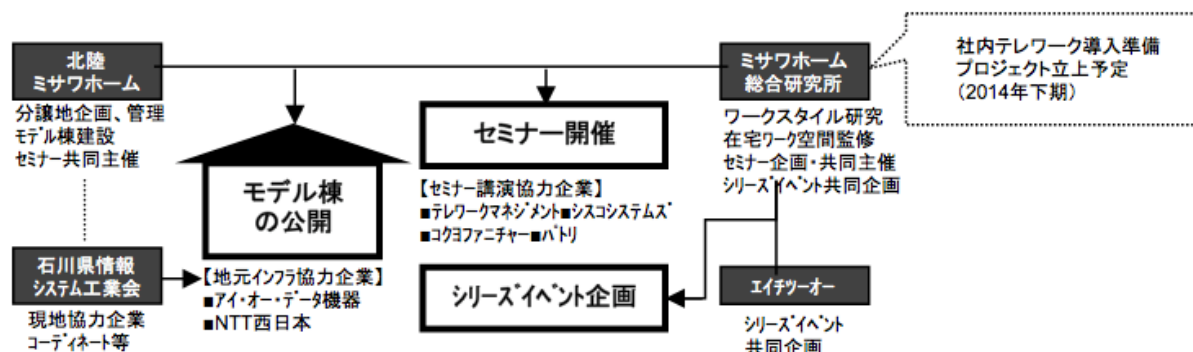 北陸
ミサワホーム
分譲地企画、管理
モデル棟建設
セミナー共同主催
石川県情報
システム工業会
現地協力企業
コーディネート等
モデル棟
の公開
【地元インフラ協力企業】
■アイ・オー・データ機器
■NTT西日本
セミナー開催
【セミナー講演協力企業】
■テレワークマネジメント■シスコシステムズ
■コクヨファニチャー■パトリ
シリーズイベント企画
ミサワホーム
総合研究所
ワークスタイル研究
在宅ワーク空間監修
セミナー企画・共同主催
シリーズイベント共同企画
エイチツーオー
シリーズイベント
共同企画
社内テレワーク導入準備
プロジェクト立上予定
（2014年下期）